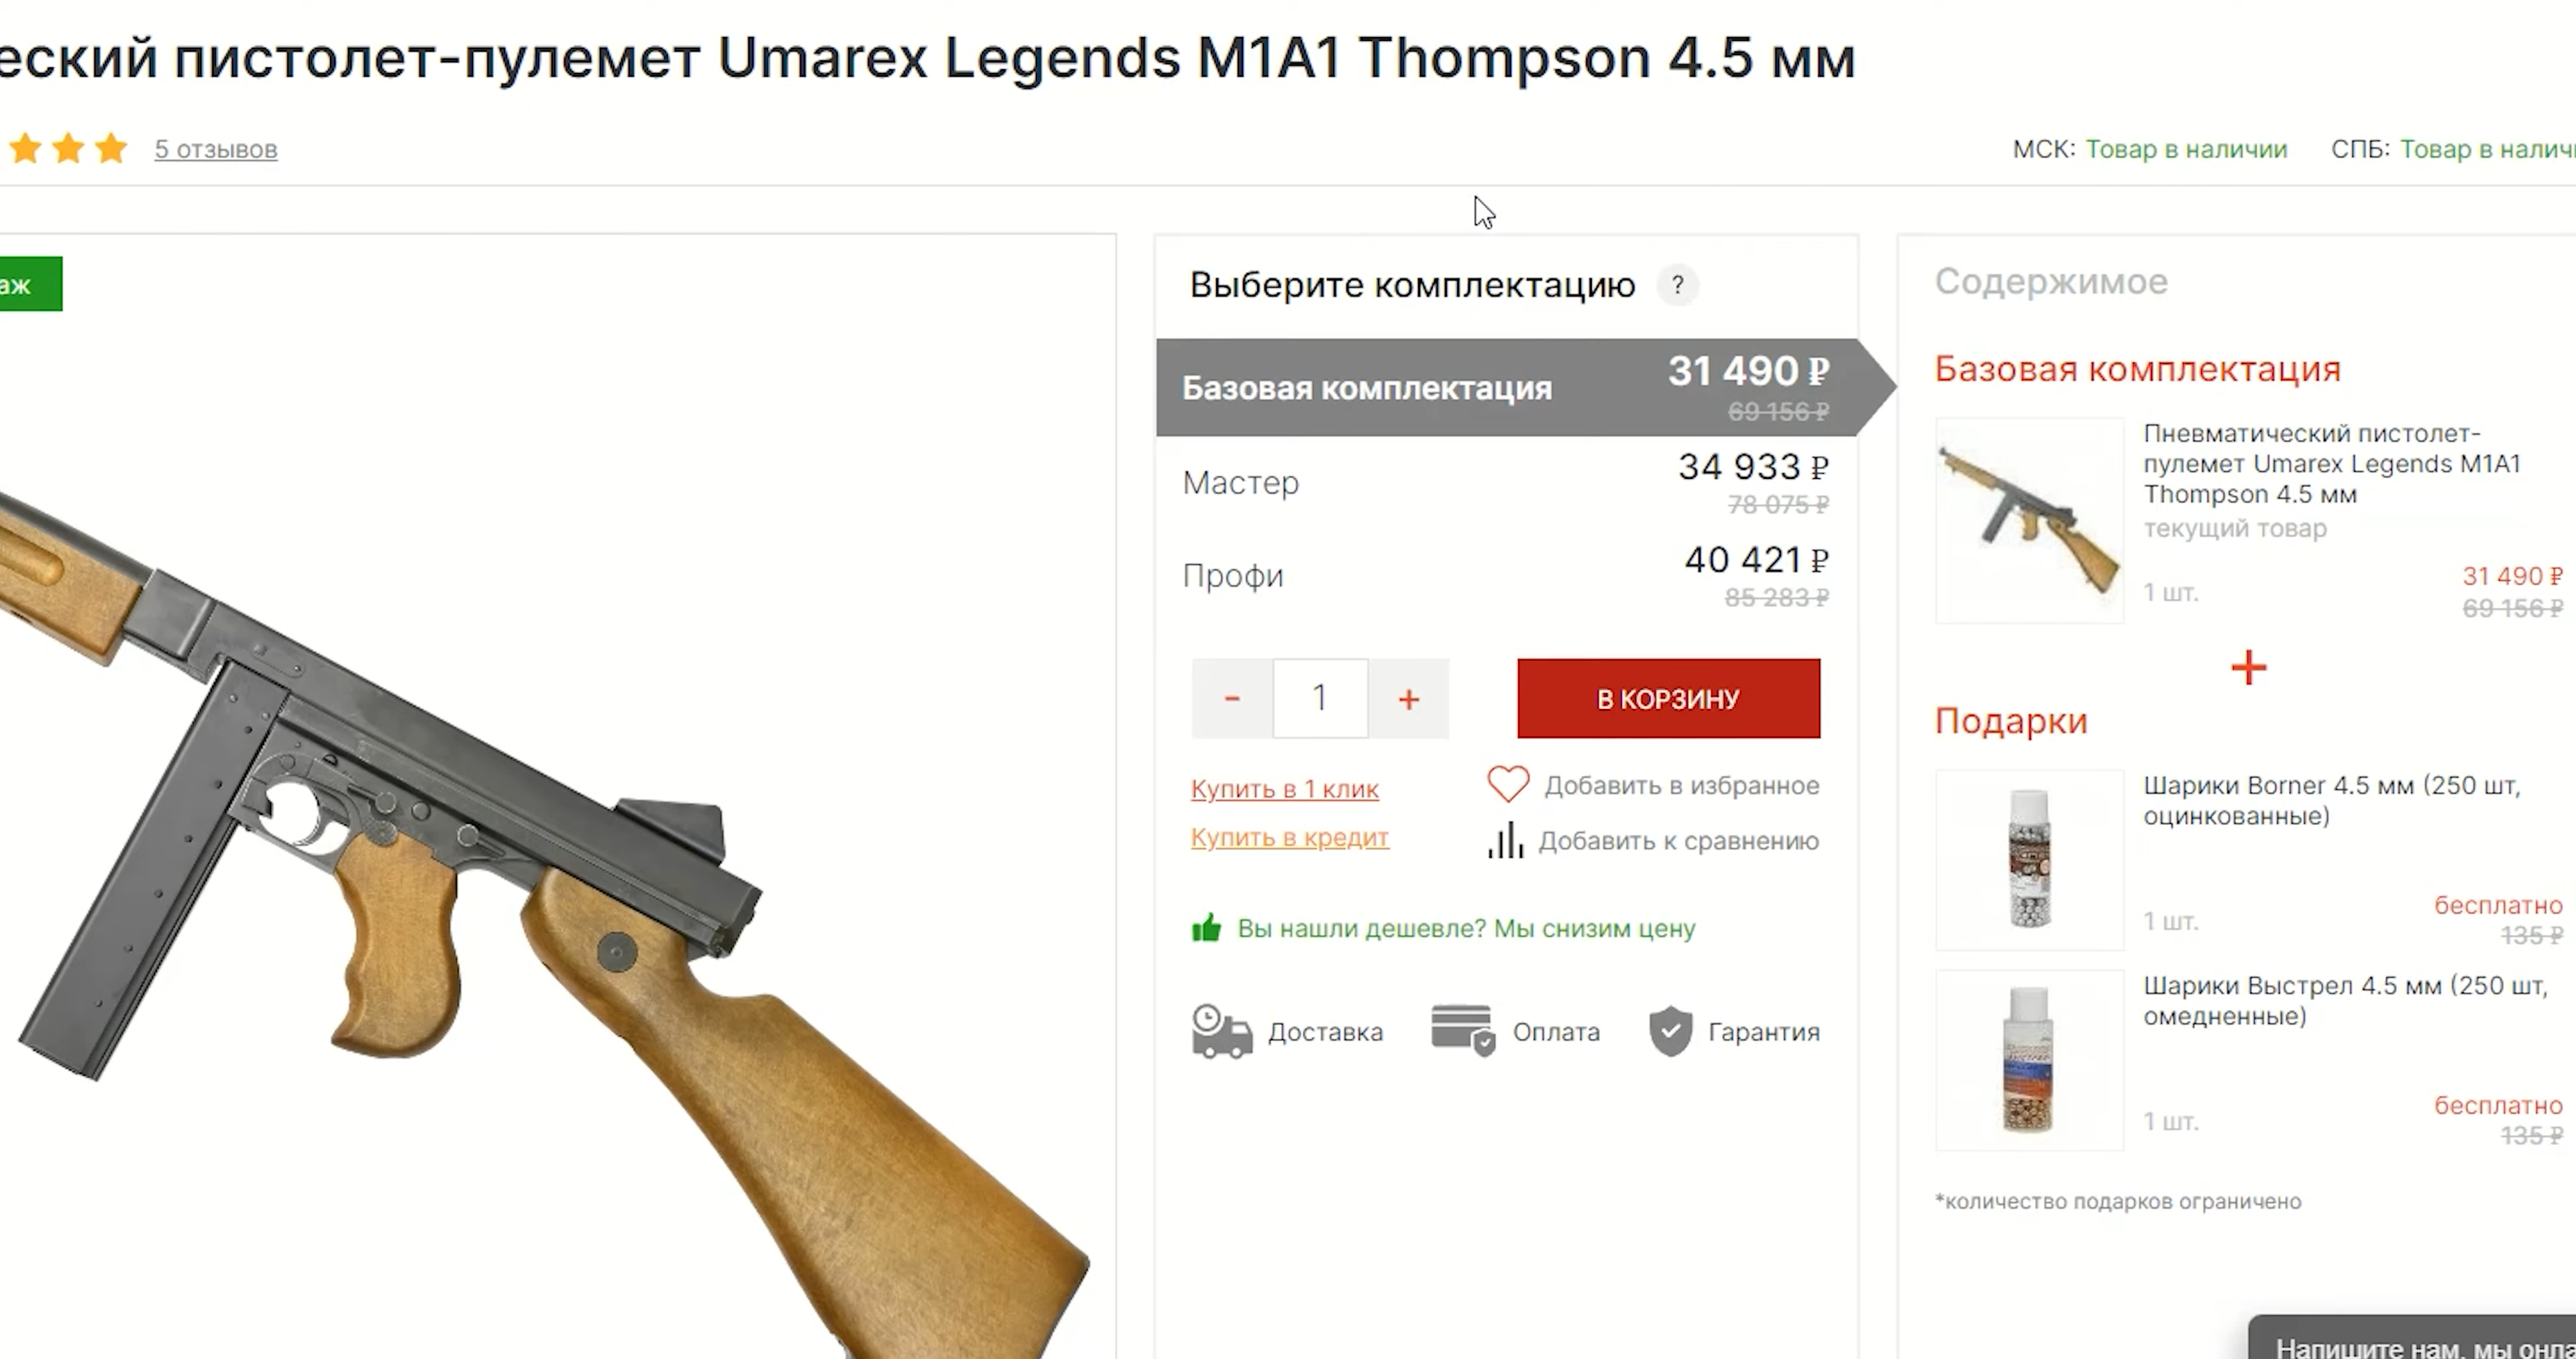 еский пистолет-пулемет Umarex Legends M1A1 Thompson 4.5 мм
5 отзывов
МСК: Товар в наличии
СПБ: Товар в налич
аж
Выберите комплектацию ?
Базовая комплектация
31 490 ₽
69 156 ₽
Мастер
34 933 ₽
78 075 ₽
Профи
40 421 ₽
85 283 ₽
- 1 +
В КОРЗИНУ
Купить в 1 клик
Добавить в избранное
Купить в кредит
Добавить к сравнению
Вы нашли дешевле? Мы снизим цену
Доставка
Оплата
Гарантия
Содержимое
Базовая комплектация
Пневматический пистолет-
пулемет Umarex Legends M1A1
Thompson 4.5 мм
текущий товар
1 шт.
31 490 ₽
69 156 ₽
+
Подарки
Шарики Borner 4.5 мм (250 шт,
оцинкованные)
1 шт.
бесплатно
135 ₽
Шарики Выстрел 4.5 мм (250 шт,
омедненные)
1 шт.
бесплатно
135 ₽
*количество подарков ограничено
Напишите нам, мы онла